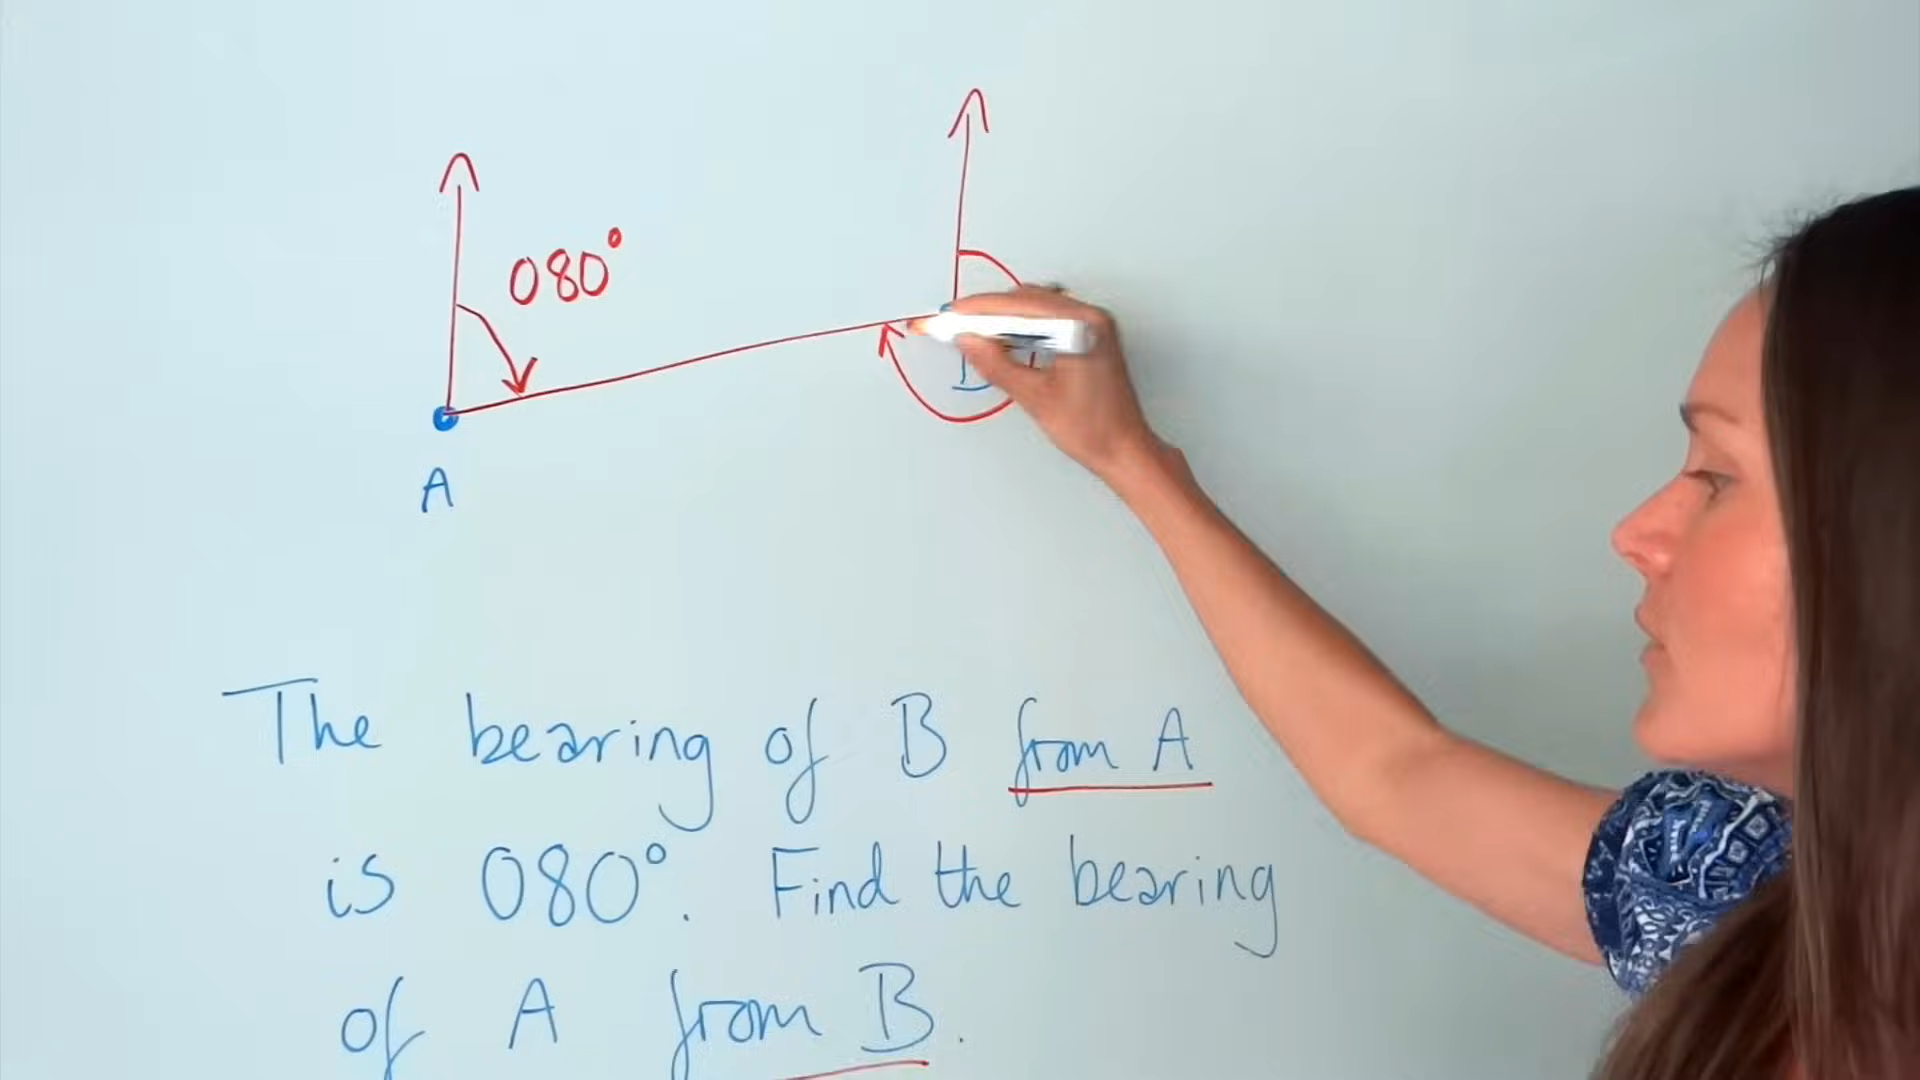 080°
A
The bearing of B from A
is 080°. Find the bearing
of A from B.